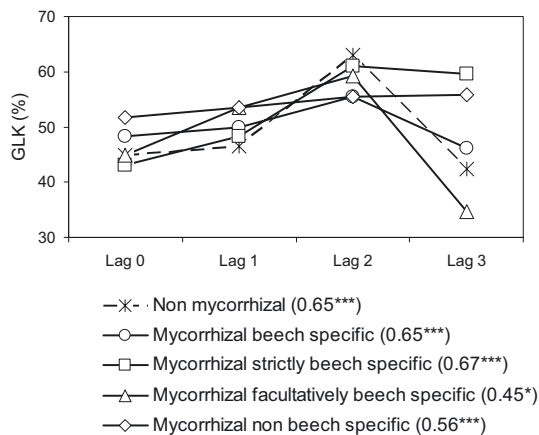 70
60
50
40
30
GLK (%)
Lag 0 Lag 1 Lag 2 Lag 3
Non mycorrhizal (0.65***)
Mycorrhizal beech specific (0.65***)
Mycorrhizal strictly beech specific (0.67***)
Mycorrhizal facultatively beech specific (0.45*)
Mycorrhizal non beech specific (0.56***)